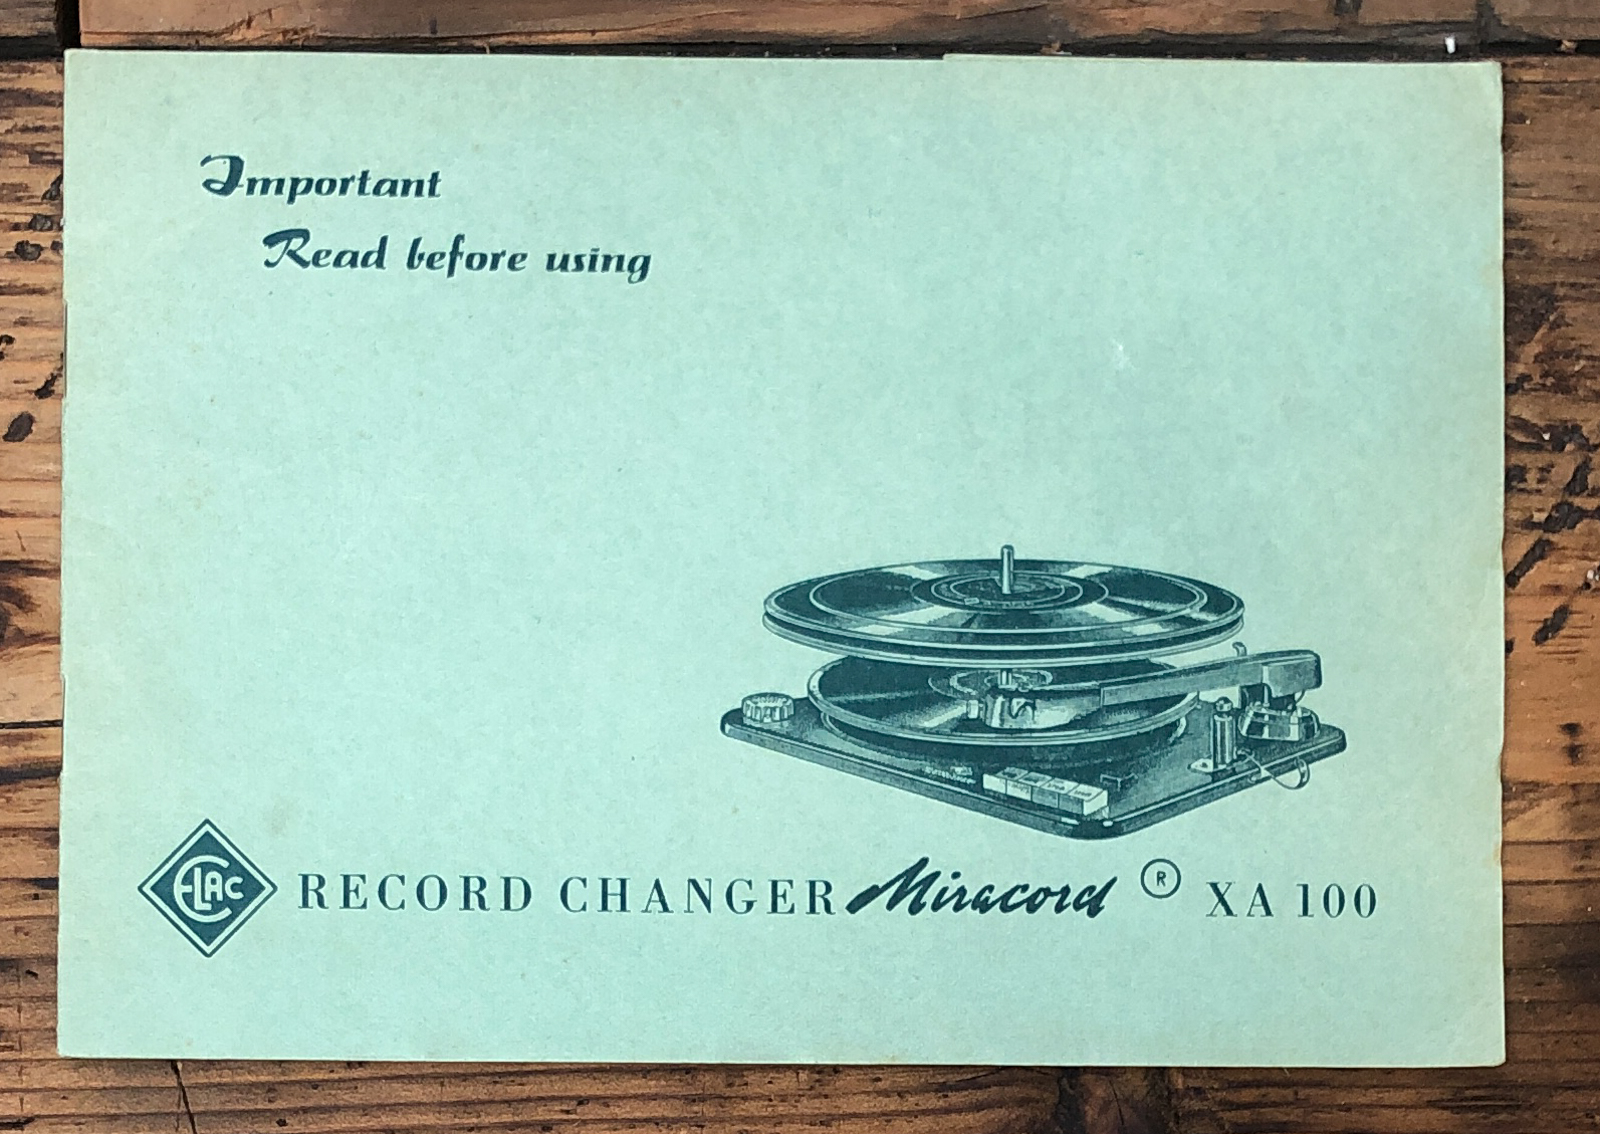 Important
Read before using
ELAC RECORD CHANGER Miracord ® XA 100